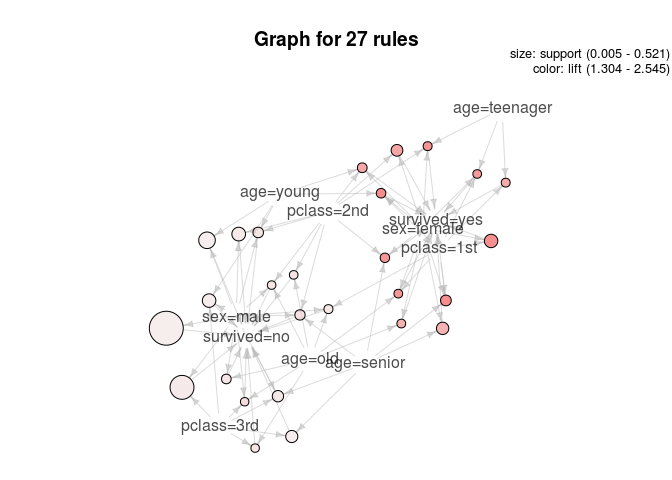 Graph for 27 rules
size: support (0.005 - 0.521)
color: lift (1.304 - 2.545)
age=teenager
age=young
pclass=2nd
survived=yes
sex=female
pclass=1st
sex=male
survived=no
age=old
age=senior
pclass=3rd